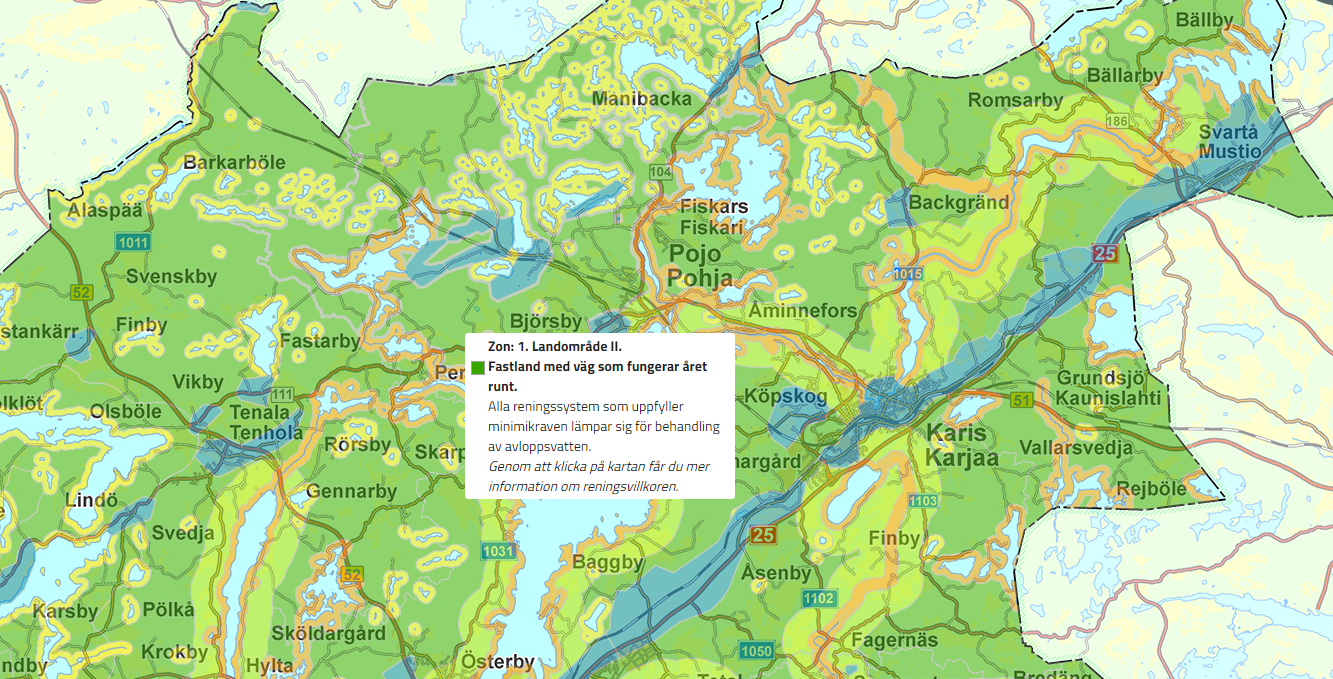 Bällby
Bällarby
Romsarby
Manibacka
186
Svartå
Mustio
Barkarböle
104
Alaspää
Fiskars
Fiskari
Backgränd
1011
Pojo
Pohja
25
Svenskby
1015
52
Björsby
Åminnefors
Finby
Fastarby
Zon: 1. Landområde II.
Fastland med väg som fungerar året
runt.
Alla reningssystem som uppfyller
minimikraven lämpar sig för behandling
av avloppsvatten.
Genom att klicka på kartan får du mer
information om reningsvillkoren.
Vikby
111
Grundsjö
Kaunislahti
Köpskog
51
Olsböle
Tenala
Tenhola
Rörsby
Karis
Karjaa
Vallarsvedja
Lindö
Gennarby
Rejböle
1103
Svedja
25
Finby
1031
Baggby
52
Åsenby
Karsby
Pölkå
1102
Sköldargård
Fagernäs
Krokby
1050
Hylta
Österby